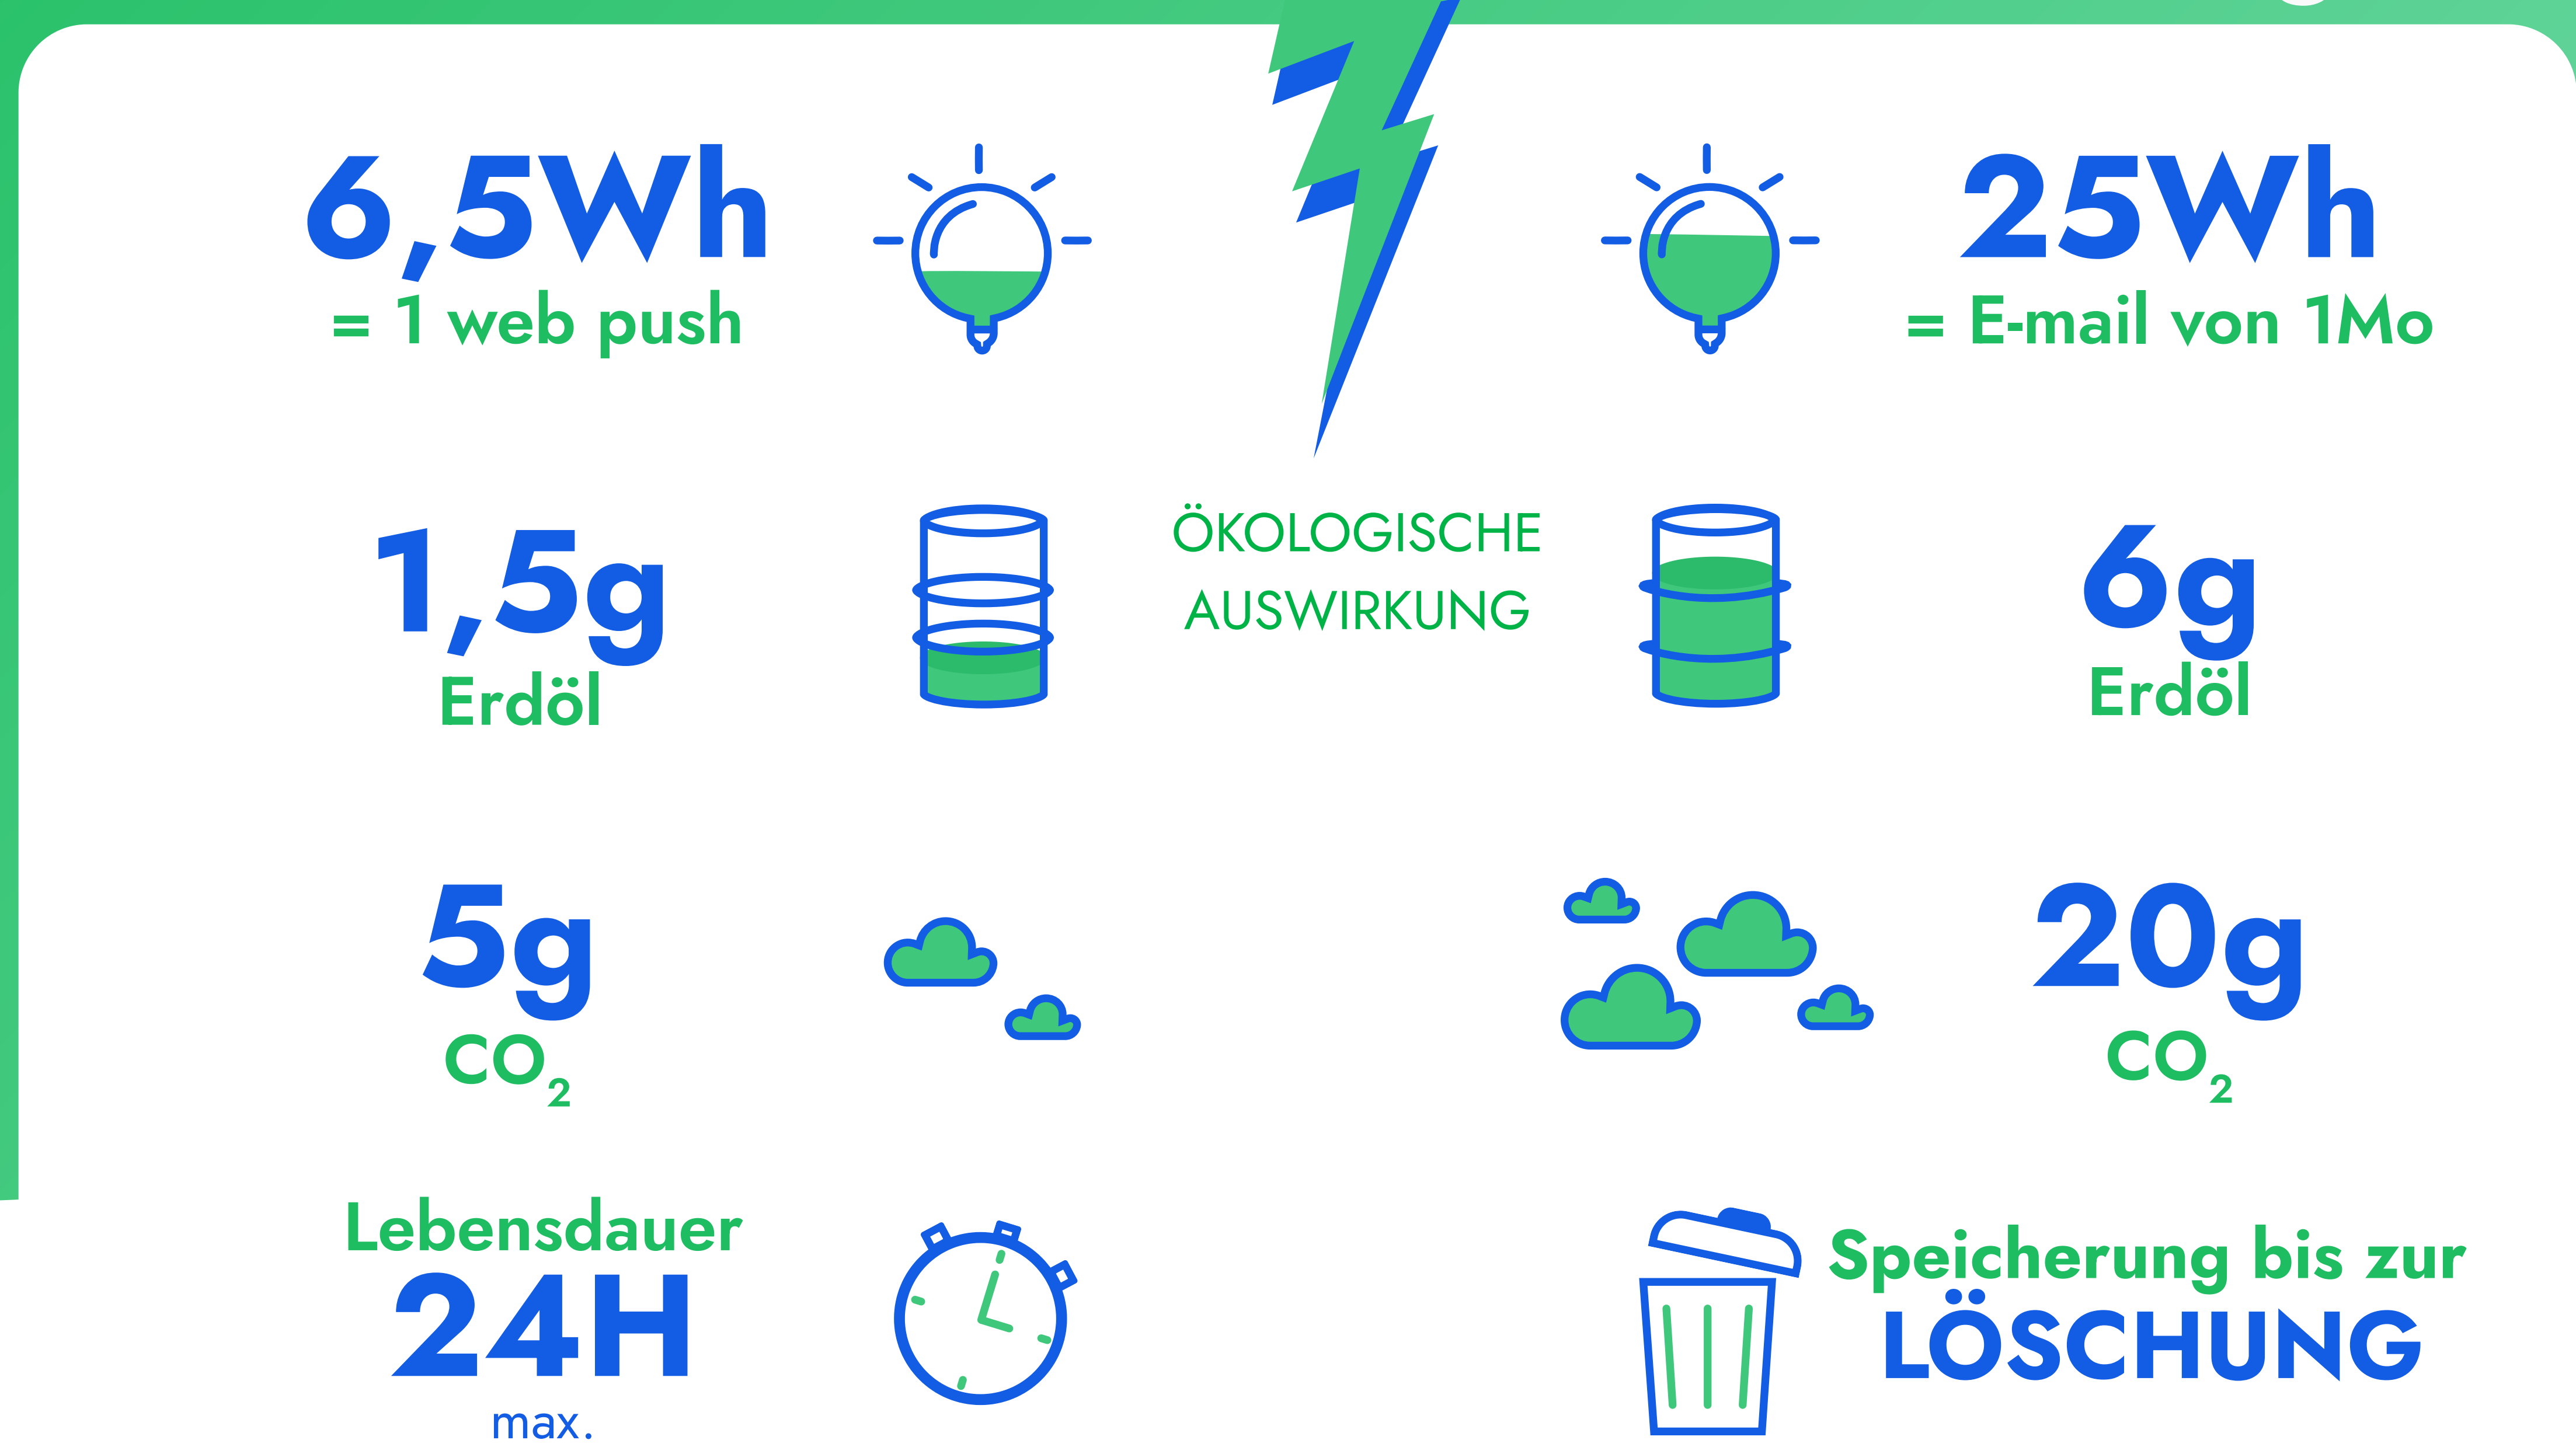 6,5Wh
= 1 web push
25Wh
= E-mail von 1Mo
ÖKOLOGISCHE
AUSWIRKUNG
1,5g
Erdöl
6g
Erdöl
5g
CO₂
20g
CO₂
Lebensdauer
24H
max.
Speicherung bis zur
LÖSCHUNG